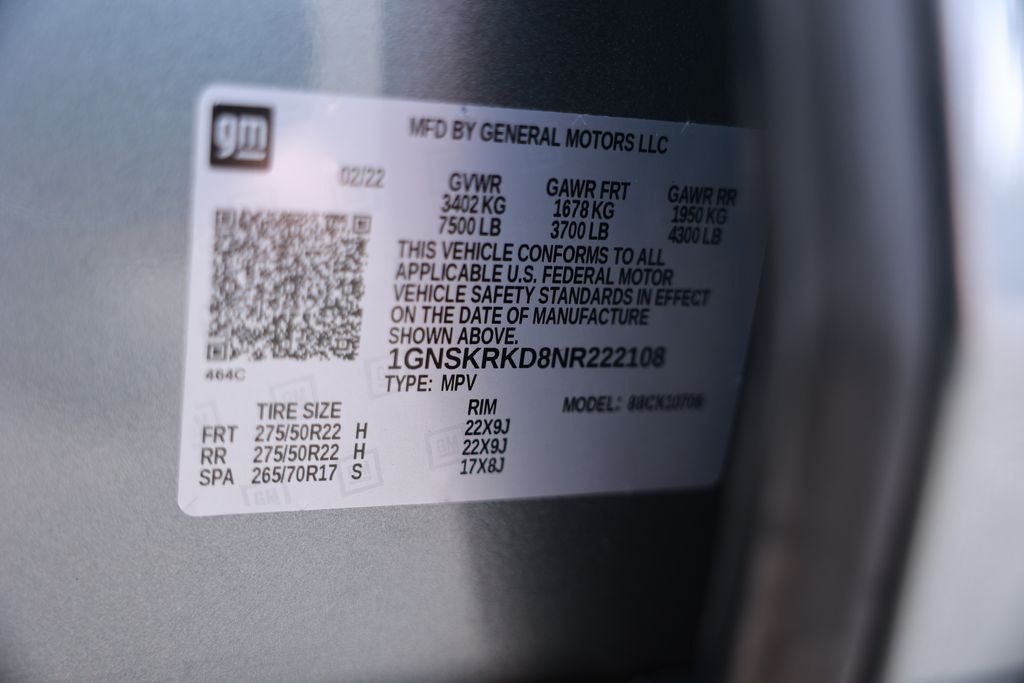 gm
MFD BY GENERAL MOTORS LLC
02/22
GVWR GAWR FRT GAWR RR
3402 KG 1678 KG 1950 KG
7500 LB 3700 LB 4300 LB
THIS VEHICLE CONFORMS TO ALL
APPLICABLE U.S. FEDERAL MOTOR
VEHICLE SAFETY STANDARDS IN EFFECT
ON THE DATE OF MANUFACTURE
SHOWN ABOVE.
1GNSKRKD8NR222108
464C
TYPE: MPV
MODEL:
TIRE SIZE RIM
FRT 275/50R22 H 22X9J
RR 275/50R22 H 22X9J
SPA 265/70R17 S 17X8J
GM
GM
GM